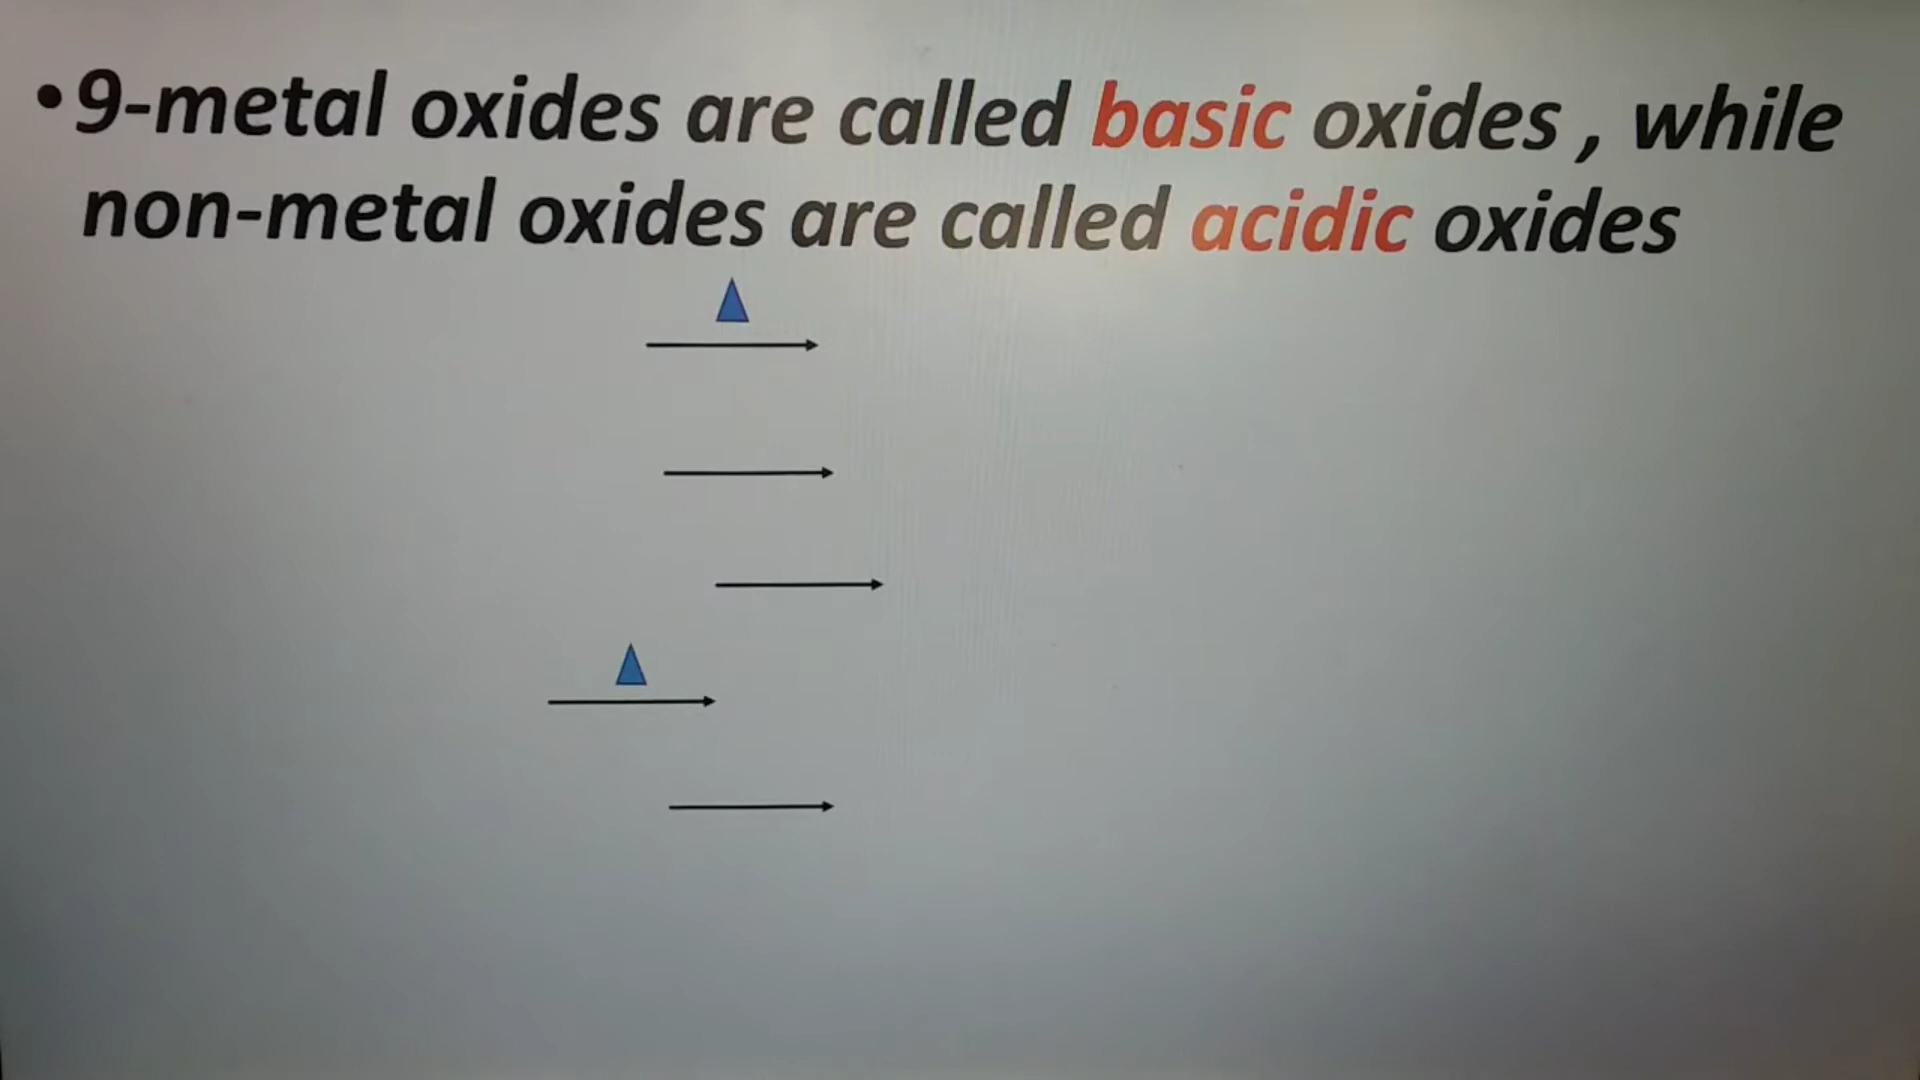 •9-metal oxides are called basic oxides , while
non-metal oxides are called acidic oxides